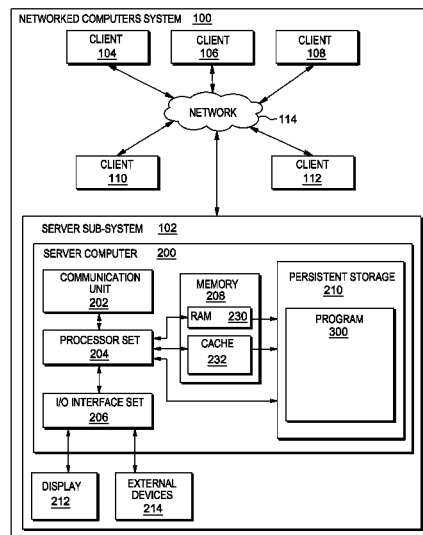 NETWORKED COMPUTERS SYSTEM 100
CLIENT
104
CLIENT
106
CLIENT
108
NETWORK
114
CLIENT
110
CLIENT
112
SERVER SUB-SYSTEM 102
SERVER COMPUTER 200
COMMUNICATION
UNIT
202
PROCESSOR SET
204
I/O INTERFACE SET
206
MEMORY
208
RAM 230
CACHE
232
PERSISTENT STORAGE
210
PROGRAM
300
DISPLAY
212
EXTERNAL
DEVICES
214